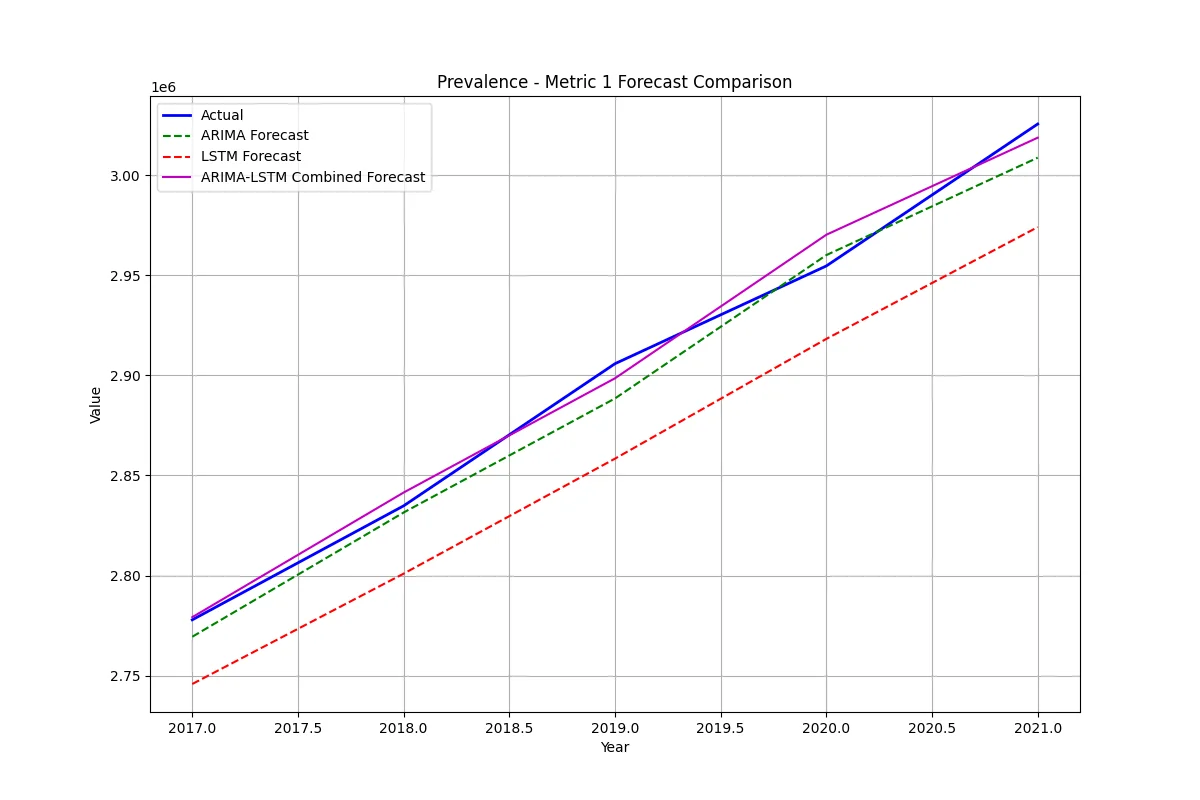 Prevalence - Metric 1 Forecast Comparison
1e6
Actual
ARIMA Forecast
LSTM Forecast
ARIMA-LSTM Combined Forecast
3.00
2.95
2.90
2.85
2.80
2.75
Value
2017.0 2017.5 2018.0 2018.5 2019.0 2019.5 2020.0 2020.5 2021.0
Year